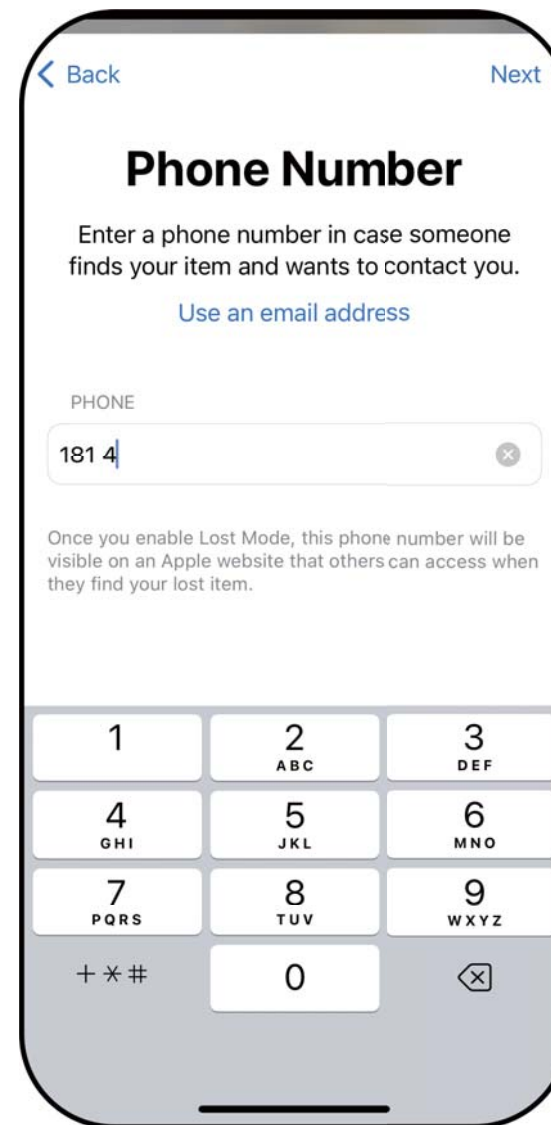 Back
Next
Phone Number
Enter a phone number in case someone
finds your item and wants to contact you.
Use an email address
PHONE
181 4
Once you enable Lost Mode, this phone number will be
visible on an Apple website that others can access when
they find your lost item.
1
2
3
ABC
DEF
4
5
6
GHI
JKL
MNO
7
8
9
PQRS
TUV
WXYZ
+*#
0